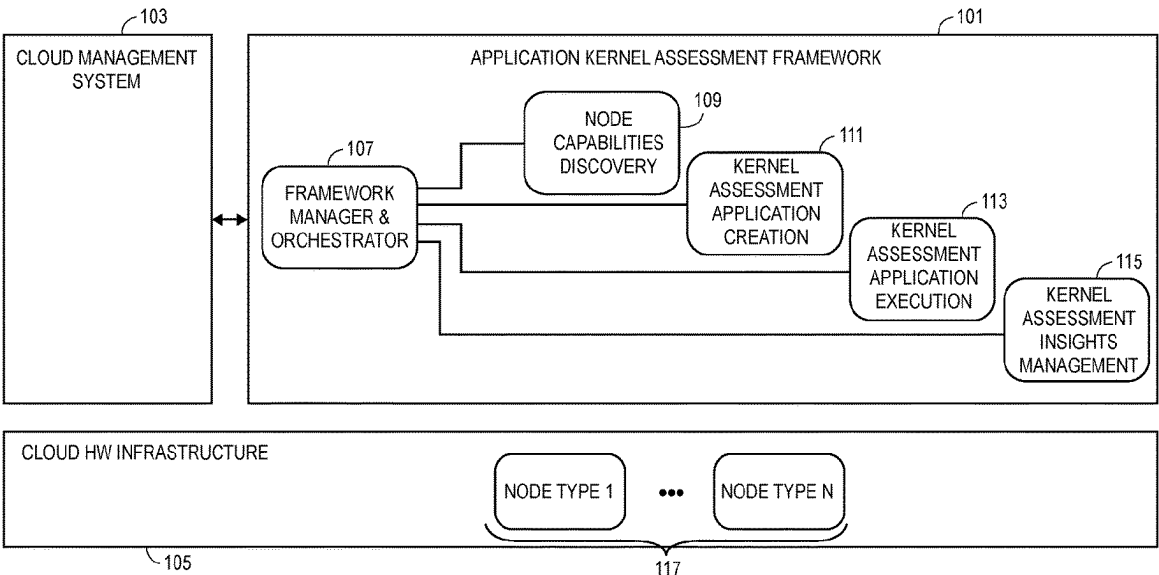 103
101
CLOUD MANAGEMENT
SYSTEM
APPLICATION KERNEL ASSESSMENT FRAMEWORK
109
NODE
CAPABILITIES
DISCOVERY
107
FRAMEWORK
MANAGER &
ORCHESTRATOR
111
KERNEL
ASSESSMENT
APPLICATION
CREATION
113
KERNEL
ASSESSMENT
APPLICATION
EXECUTION
115
KERNEL
ASSESSMENT
INSIGHTS
MANAGEMENT
CLOUD HW INFRASTRUCTURE
NODE TYPE 1
•••
NODE TYPE N
105
117